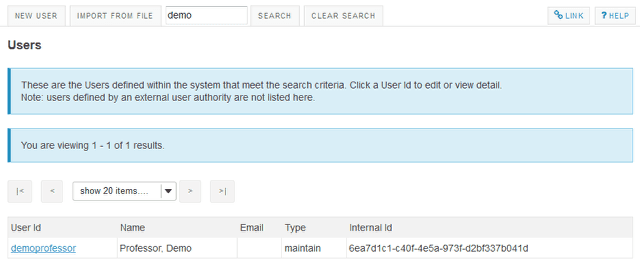 NEW USER IMPORT FROM FILE demo SEARCH CLEAR SEARCH LINK ? HELP
Users
These are the Users defined within the system that meet the search criteria. Click a User Id to edit or view detail.
Note: users defined by an external user authority are not listed here.
You are viewing 1 - 1 of 1 results.
|< < show 20 items.... > >|
User Id Name Email Type Internal Id
demoprofessor Professor, Demo maintain 6ea7d1c1-c40f-4e5a-973f-d2bf337b041d